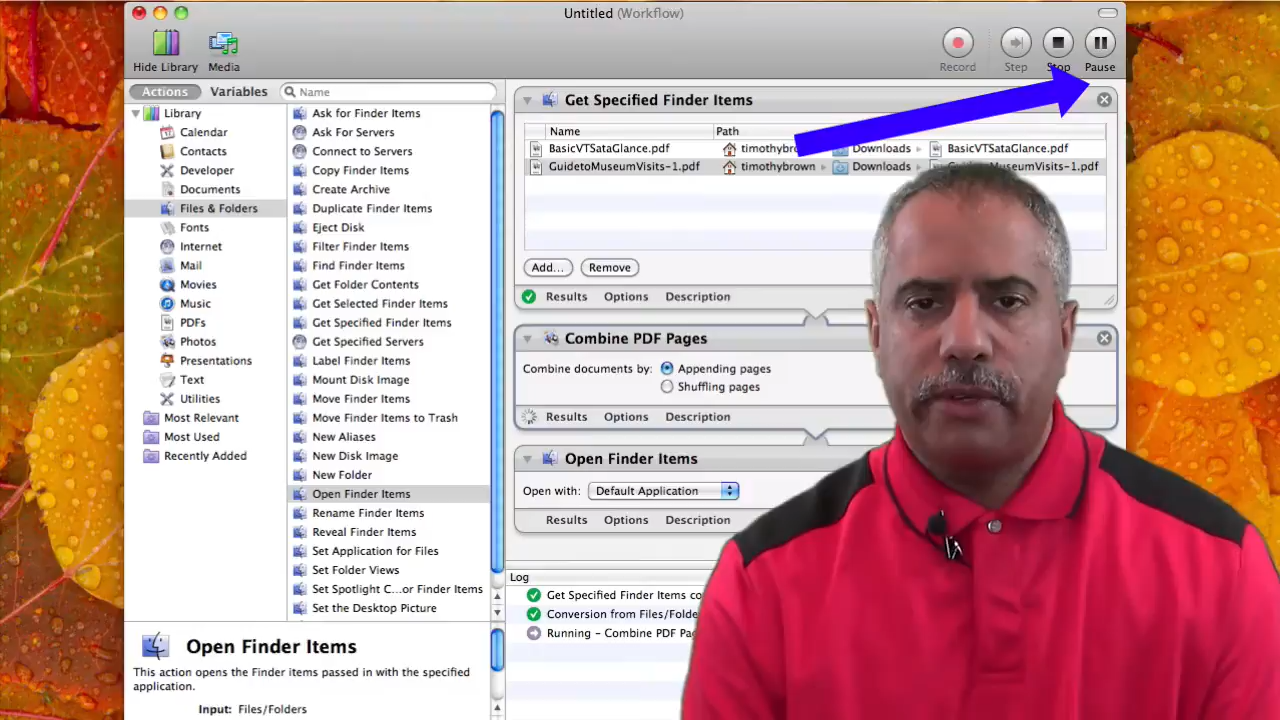 Untitled (Workflow)
Hide Library
Media
Record
Step
Stop
Pause
Actions
Variables
Name
Library
Calendar
Contacts
Developer
Documents
Files & Folders
Fonts
Internet
Mail
Movies
Music
PDFs
Photos
Presentations
Text
Utilities
Most Relevant
Most Used
Recently Added
Ask for Finder Items
Ask For Servers
Connect to Servers
Copy Finder Items
Create Archive
Duplicate Finder Items
Eject Disk
Filter Finder Items
Find Finder Items
Get Folder Contents
Get Selected Finder Items
Get Specified Finder Items
Get Specified Servers
Label Finder Items
Mount Disk Image
Move Finder Items
Move Finder Items to Trash
New Aliases
New Disk Image
New Folder
Open Finder Items
Rename Finder Items
Reveal Finder Items
Set Application for Files
Set Folder Views
Set Spotlight C...or Finder Items
Set the Desktop Picture
Open Finder Items
This action opens the Finder items passed in with the specified
application.
Input: Files/Folders
Get Specified Finder Items
Name Path
BasicVTSataGlance.pdf Downloads BasicVTSataGlance.pdf
GuidetoMuseumVisits-1.pdf timothybrown Downloads
Add... Remove
Results Options Description
Combine PDF Pages
Combine documents by: Appending pages
Shuffling pages
Results Options Description
Open Finder Items
Open with: Default Application
Results Options Description
Log
Get Specified Finder Items
Conversion from
Running - Combine PDF